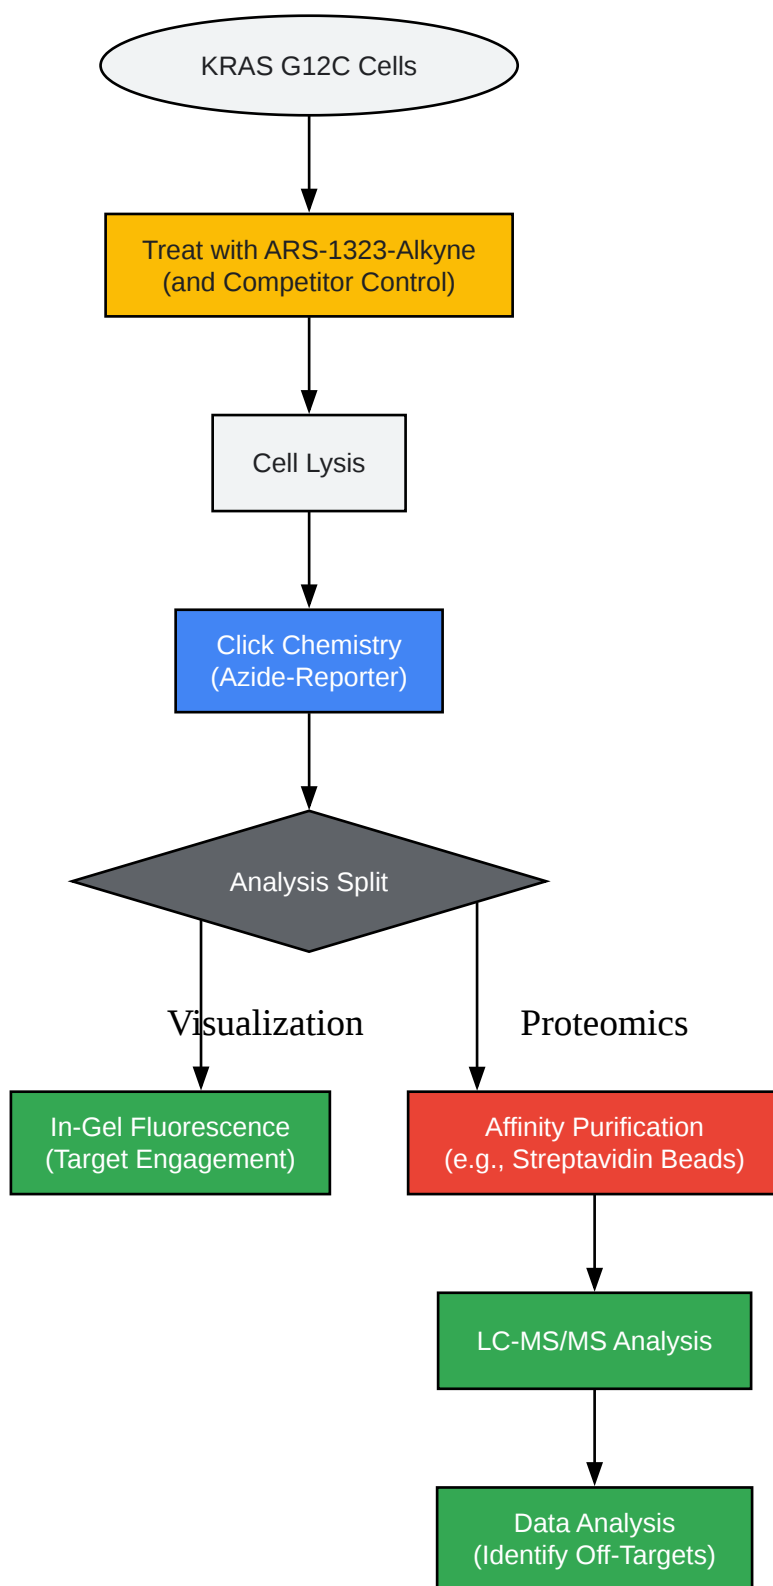 KRAS G12C Cells
Treat with ARS-1323-Alkyne
(and Competitor Control)
Cell Lysis
Click Chemistry
(Azide-Reporter)
Analysis Split
Visualization
Proteomics
In-Gel Fluorescence
(Target Engagement)
Affinity Purification
(e.g., Streptavidin Beads)
LC-MS/MS Analysis
Data Analysis
(Identify Off-Targets)